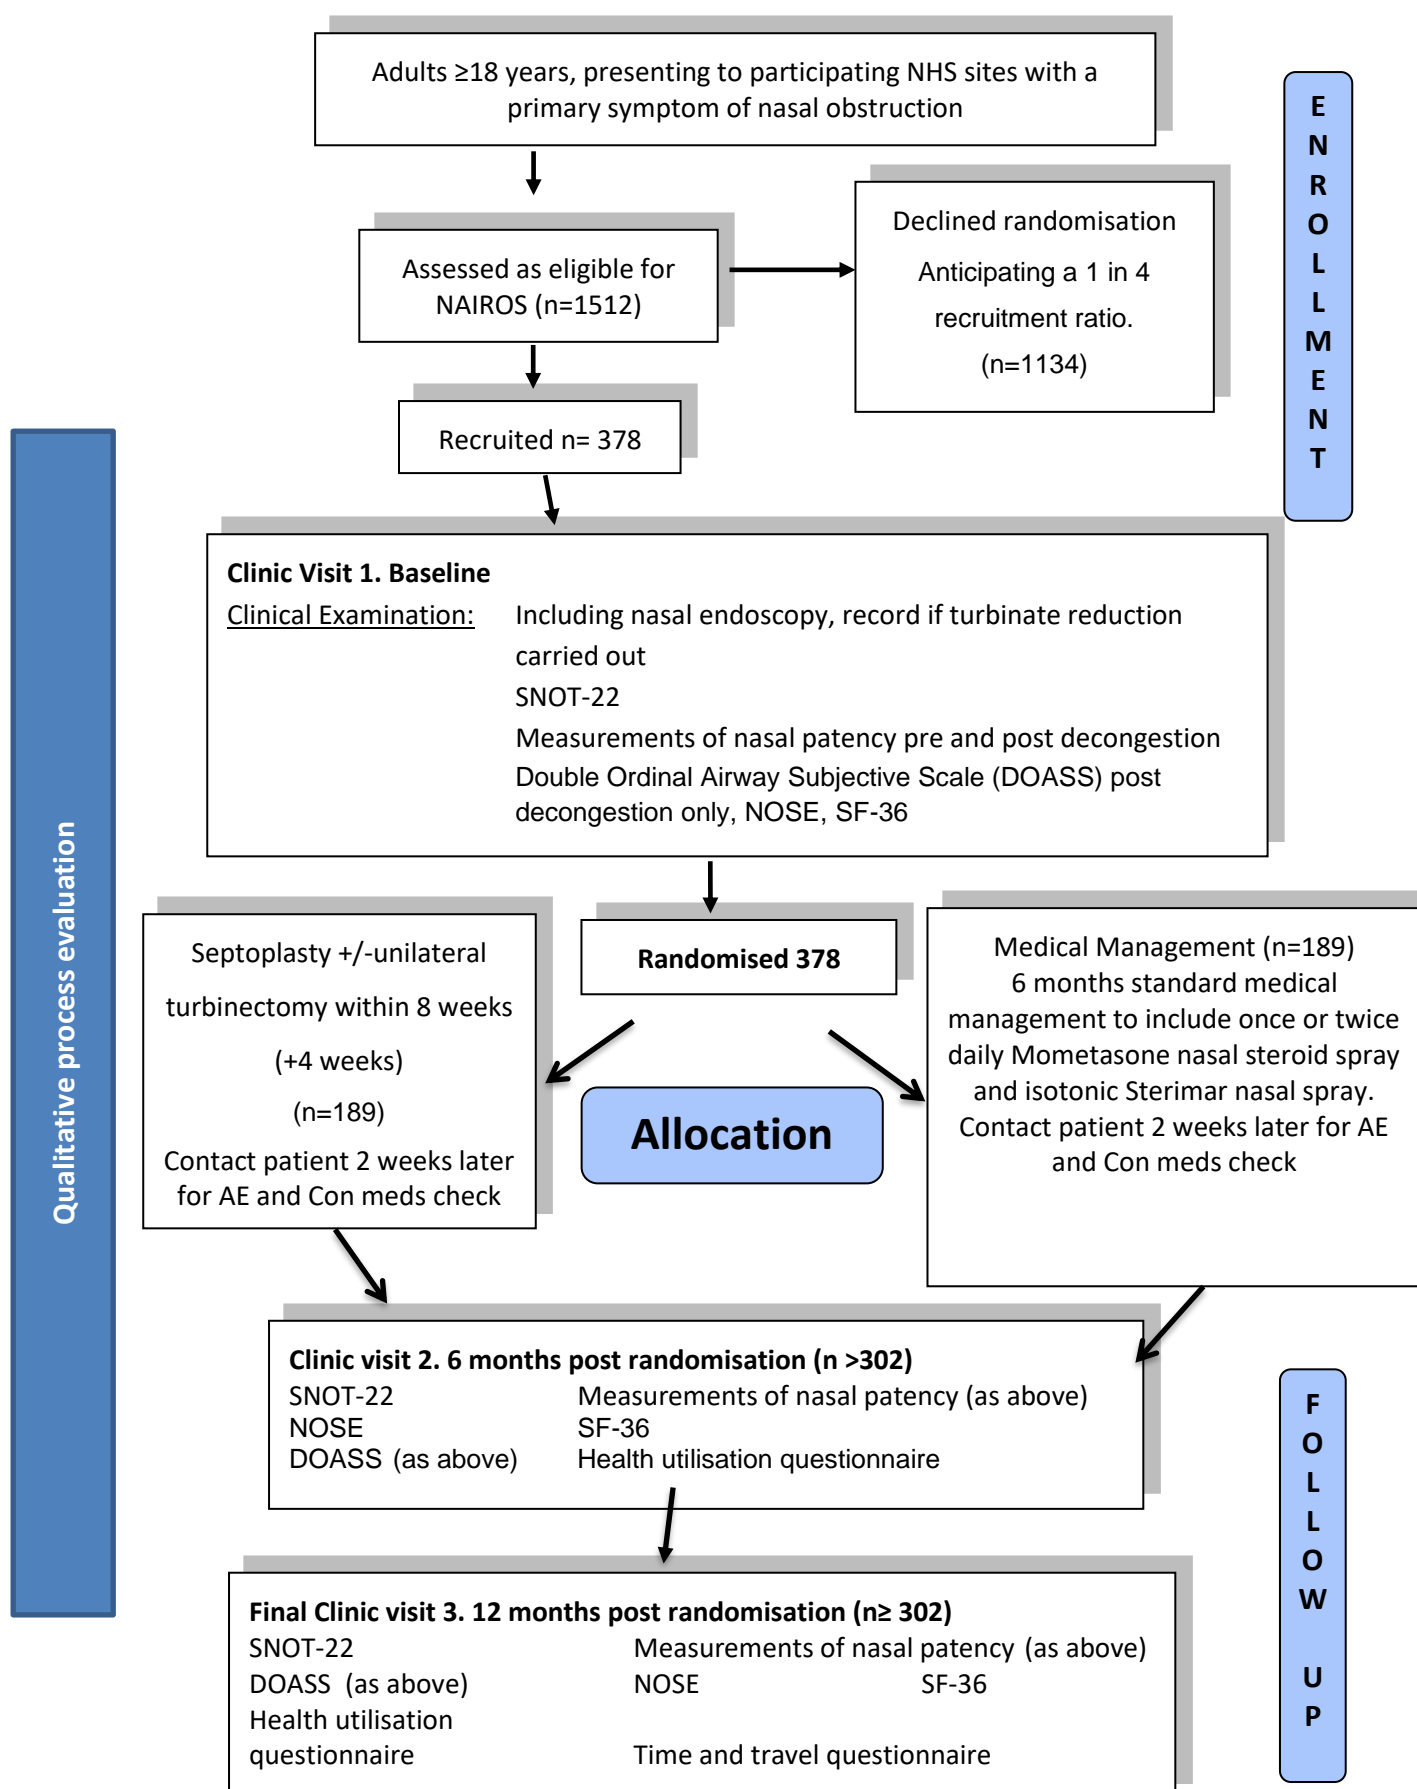 Adults ≥18 years, presenting to participating NHS sites with a
primary symptom of nasal obstruction
E
N
R
O
L
L
M
E
N
T
Assessed as eligible for
NAIROS (n=1512)
Declined randomisation
Anticipating a 1 in 4
recruitment ratio.
(n=1134)
Recruited n= 378
Qualitative process evaluation
Clinic Visit 1. Baseline
Clinical Examination: Including nasal endoscopy, record if turbinate reduction
carried out
SNOT-22
Measurements of nasal patency pre and post decongestion
Double Ordinal Airway Subjective Scale (DOASS) post
decongestion only, NOSE, SF-36
Randomised 378
Septoplasty +/-unilateral
turbinectomy within 8 weeks
(+4 weeks)
(n=189)
Contact patient 2 weeks later
for AE and Con meds check
Allocation
Medical Management (n=189)
6 months standard medical
management to include once or twice
daily Mometasone nasal steroid spray
and isotonic Sterimar nasal spray.
Contact patient 2 weeks later for AE
and Con meds check
Clinic visit 2. 6 months post randomisation (n >302)
SNOT-22 Measurements of nasal patency (as above)
NOSE SF-36
DOASS (as above) Health utilisation questionnaire
F
O
L
L
O
W
U
P
Final Clinic visit 3. 12 months post randomisation (n≥ 302)
SNOT-22 Measurements of nasal patency (as above)
DOASS (as above) NOSE SF-36
Health utilisation
questionnaire Time and travel questionnaire